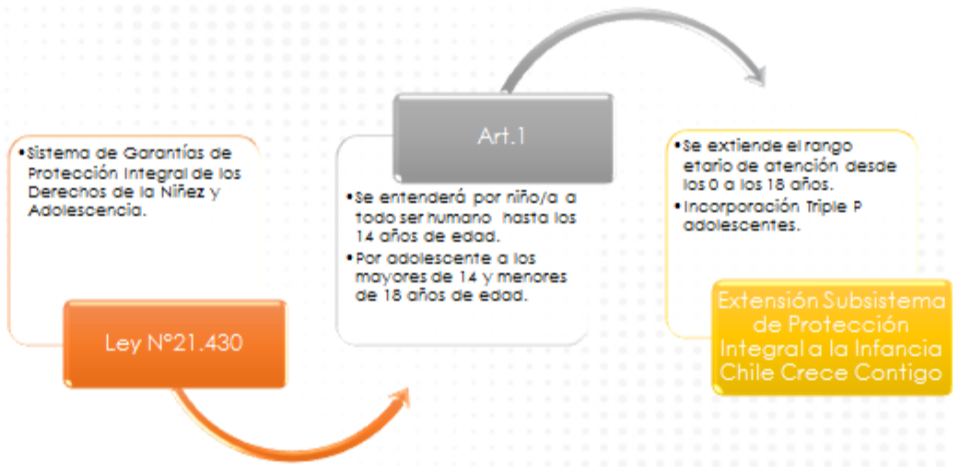 •Sistema de Garantías de
Protección Integral de los
Derechos de la Niñez y
Adolescencia.
Ley N°21.430
Art.1
•Se entenderá por niño/a a
todo ser humano hasta los
14 años de edad.
•Por adolescente a los
mayores de 14 y menores
de 18 años de edad.
•Se extiende el rango
etario de atención desde
los 0 a los 18 años.
•Incorporación Triple P
adolescentes.
Extensión Subsistema
de Protección
Integral a la Infancia
Chile Crece Contigo